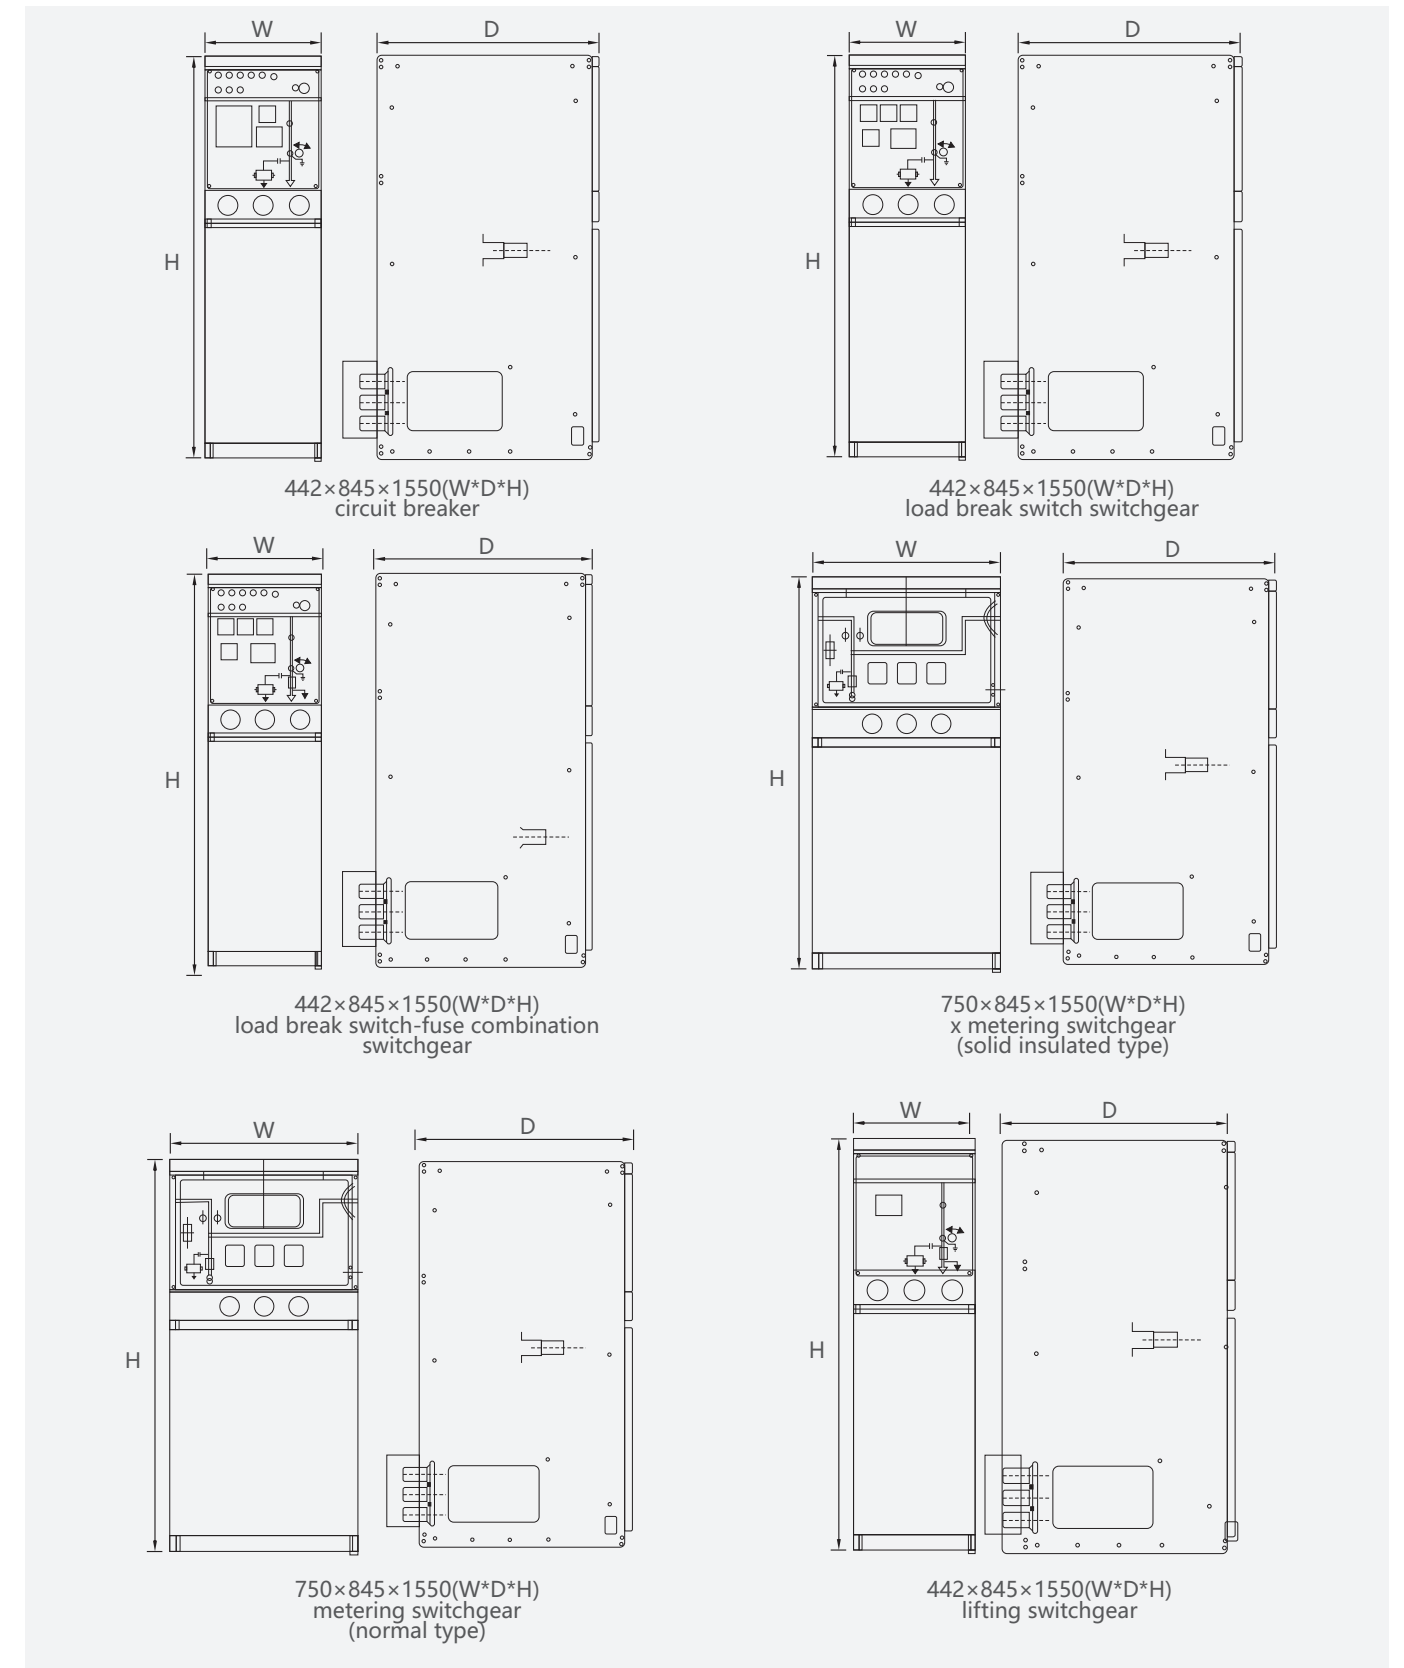 W
D
H
442×845×1550(W*D*H)
circuit breaker
W
D
H
442×845×1550(W*D*H)
load break switch switchgear
W
D
H
442×845×1550(W*D*H)
load break switch-fuse combination
switchgear
W
D
H
750×845×1550(W*D*H)
x metering switchgear
(solid insulated type)
W
D
H
750×845×1550(W*D*H)
metering switchgear
(normal type)
W
D
H
442×845×1550(W*D*H)
lifting switchgear